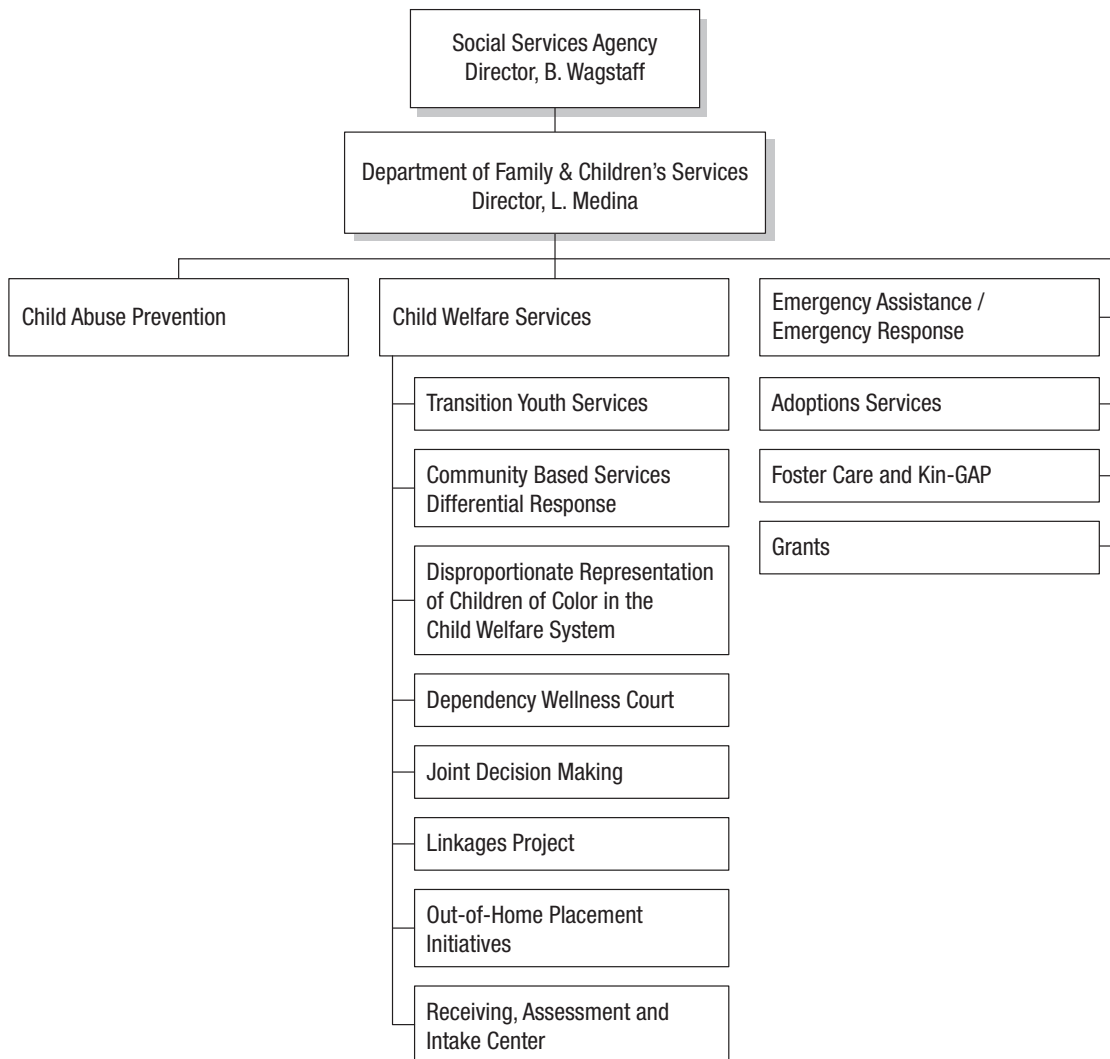 Social Services Agency
Director, B. Wagstaff
Department of Family & Children’s Services
Director, L. Medina
Child Abuse Prevention
Child Welfare Services
Transition Youth Services
Community Based Services
Differential Response
Disproportionate Representation
of Children of Color in the
Child Welfare System
Dependency Wellness Court
Joint Decision Making
Linkages Project
Out-of-Home Placement
Initiatives
Receiving, Assessment and
Intake Center
Emergency Assistance /
Emergency Response
Adoptions Services
Foster Care and Kin-GAP
Grants